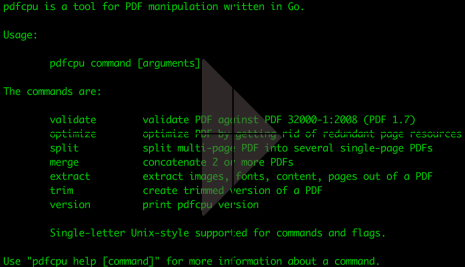 pdfcpu is a tool for PDF manipulation written in Go.
Usage:
pdfcpu command [arguments]
The commands are:
validate validate PDF against PDF 32000-1:2008 (PDF 1.7)
optimize optimize PDF by getting rid of redundant page resources
split split multi-page PDF into several single-page PDFs
merge concatenate 2 or more PDFs
extract extract images, fonts, content, pages out of a PDF
trim create trimmed version of a PDF
version print pdfcpu version
Single-letter Unix-style supported for commands and flags.
Use "pdfcpu help [command]" for more information about a command.